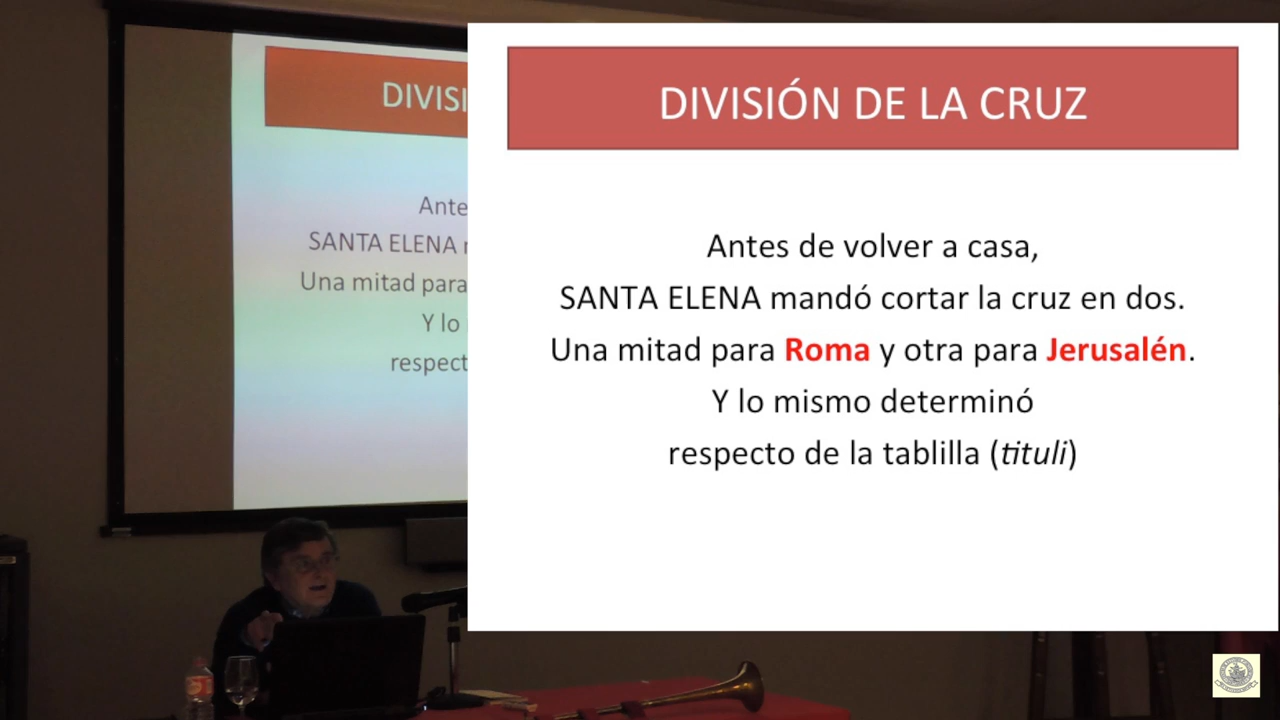 DIVISI
Ante
SANTA ELENA
Una mitad para
Y lo
respect
DIVISIÓN DE LA CRUZ
Antes de volver a casa,
SANTA ELENA mandó cortar la cruz en dos.
Una mitad para Roma y otra para Jerusalén.
Y lo mismo determinó
respecto de la tablilla (tituli)